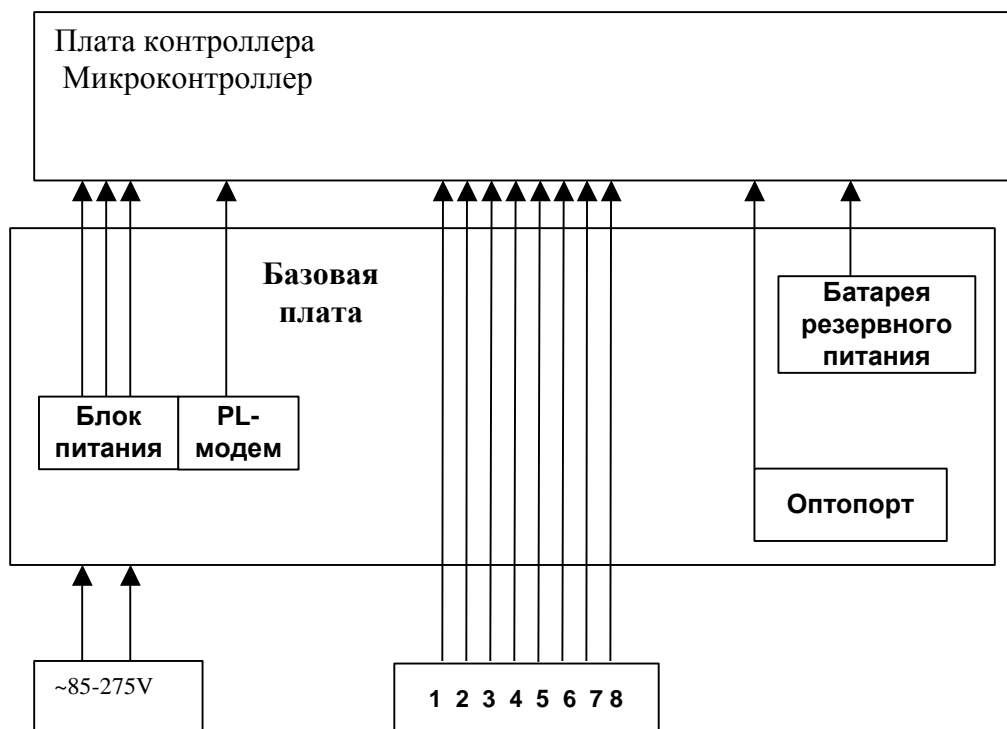 Плата контроллера
Микроконтроллер
Базовая
плата
Батарея
резервного
питания
Блок
питания
PL-
модем
Оптопорт
~85-275V
1 2 3 4 5 6 7 8